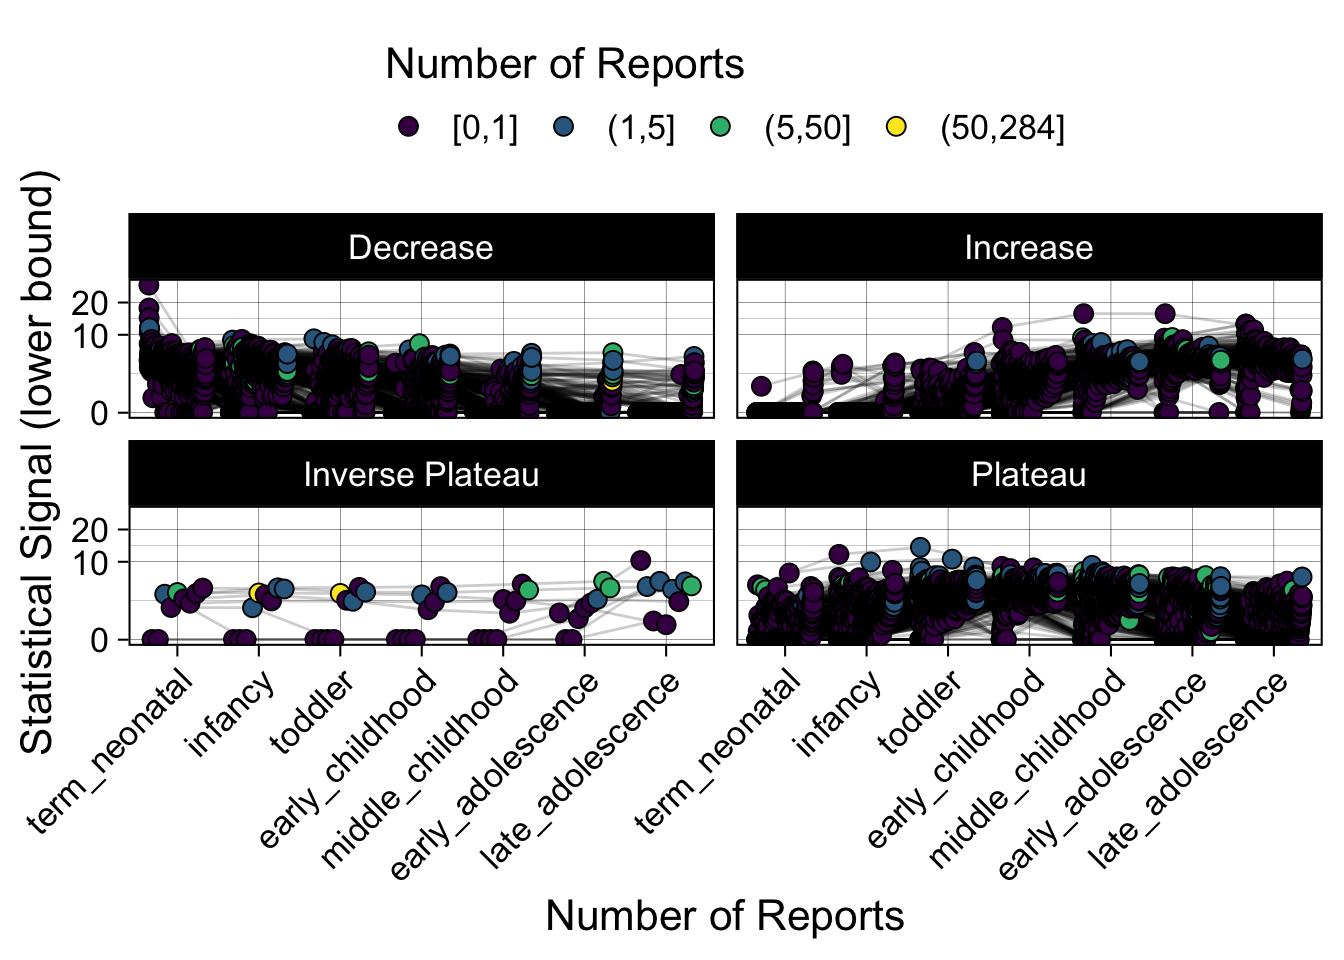 Number of Reports
[0,1] (1,5] (5,50] (50,284]
Statistical Signal (lower bound)
Decrease Increase
20
10
0
Inverse Plateau Plateau
20
10
0
term_neonatal infancy toddler early_childhood middle_childhood early_adolescence late_adolescence term_neonatal infancy toddler early_childhood middle_childhood early_adolescence late_adolescence
Number of Reports